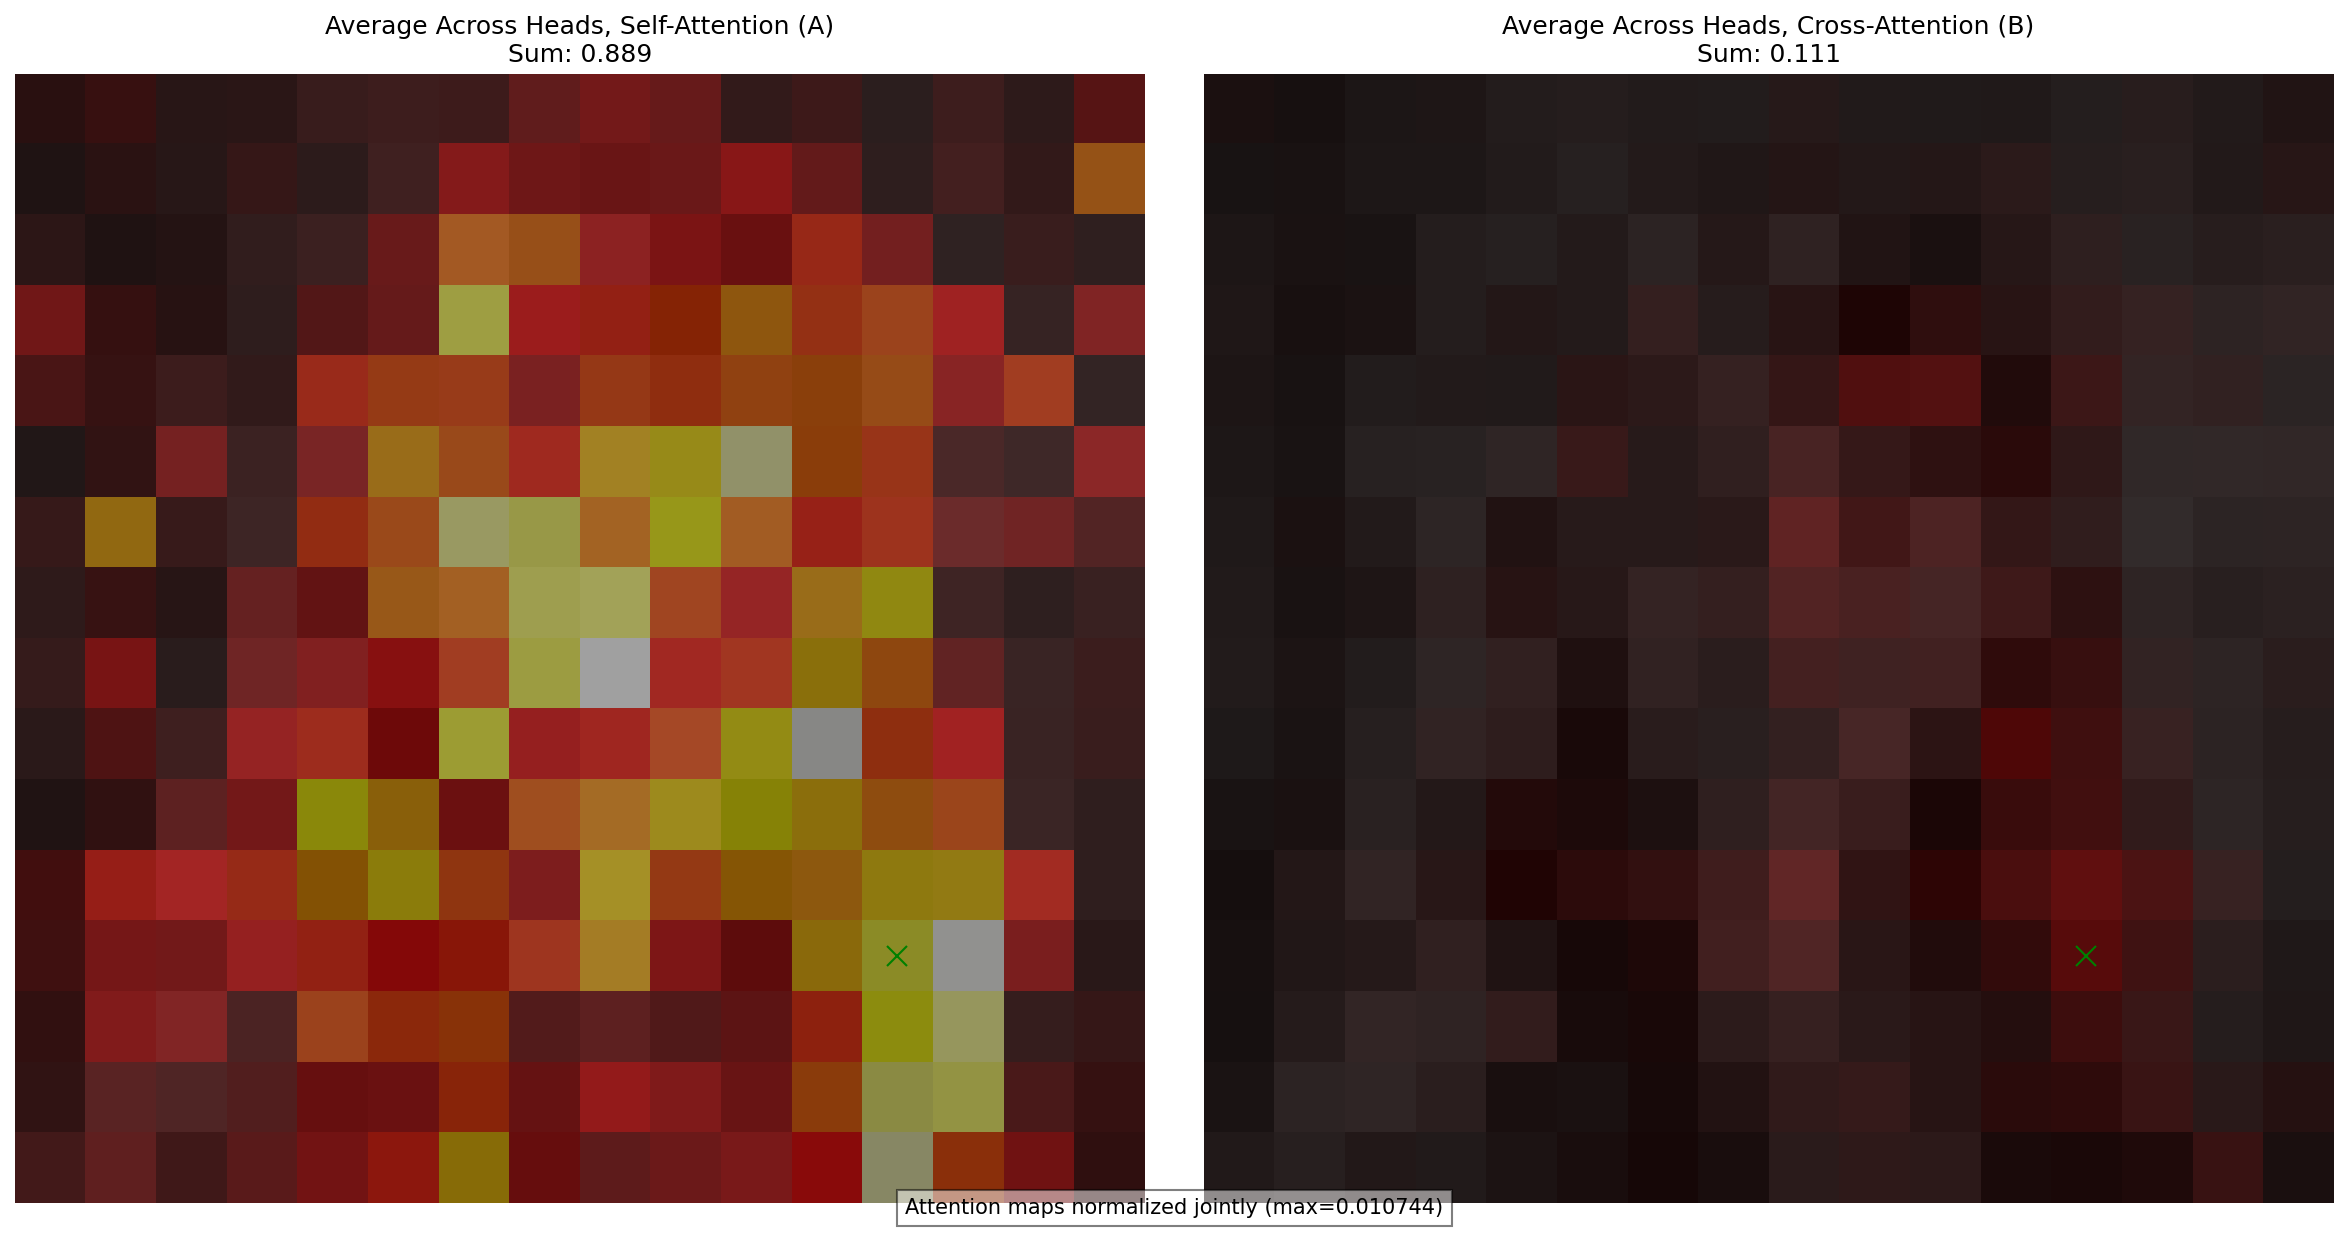 Average Across Heads, Self-Attention (A)
Sum: 0.889
Average Across Heads, Cross-Attention (B)
Sum: 0.111
Attention maps normalized jointly (max=0.010744)